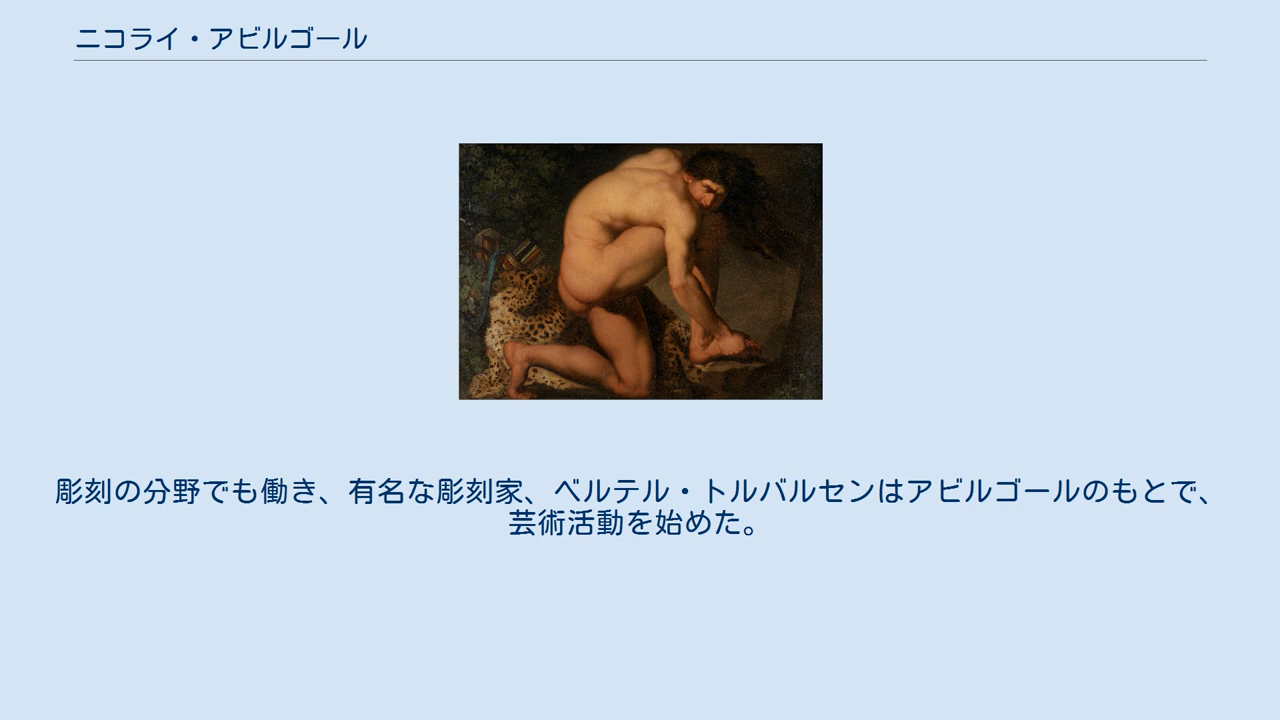 ニコライ・アビルゴール
彫刻の分野でも働き、有名な彫刻家、ベルテル・トルバルセンはアビルゴールのもとで、
芸術活動を始めた。